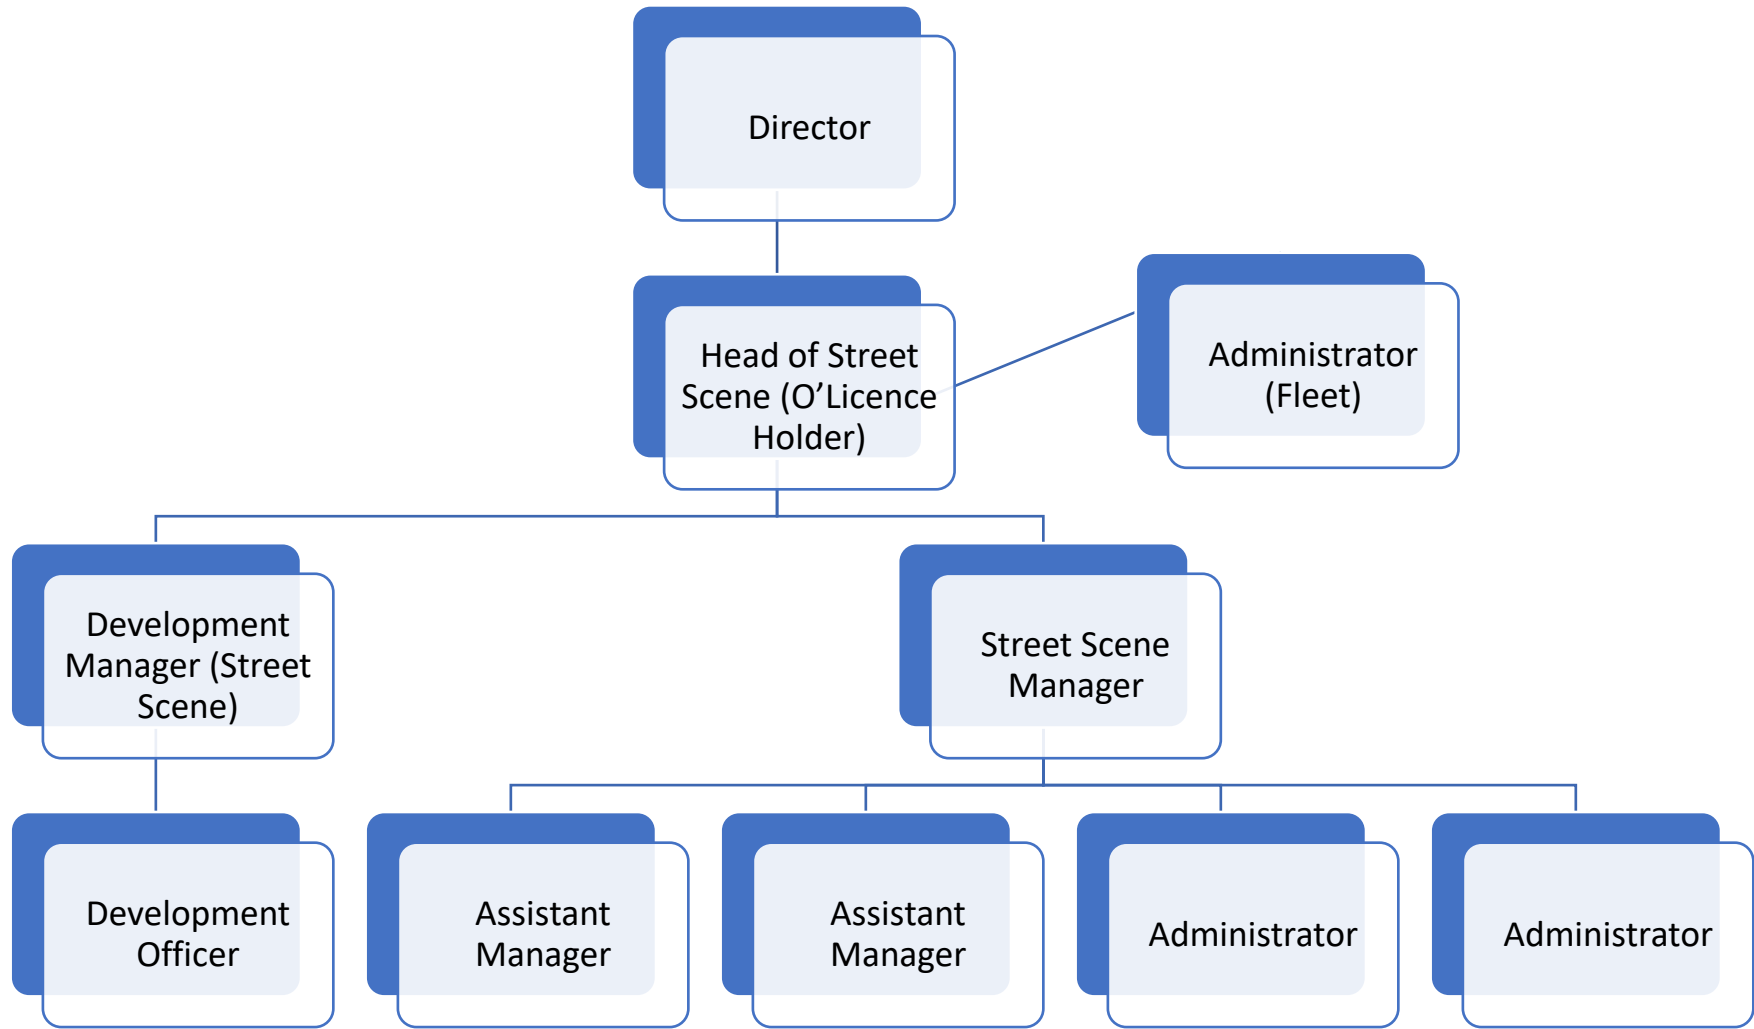 Director
Head of Street
Scene (O’Licence
Holder)
Administrator
(Fleet)
Development
Manager (Street
Scene)
Street Scene
Manager
Development
Officer
Assistant
Manager
Assistant
Manager
Administrator
Administrator